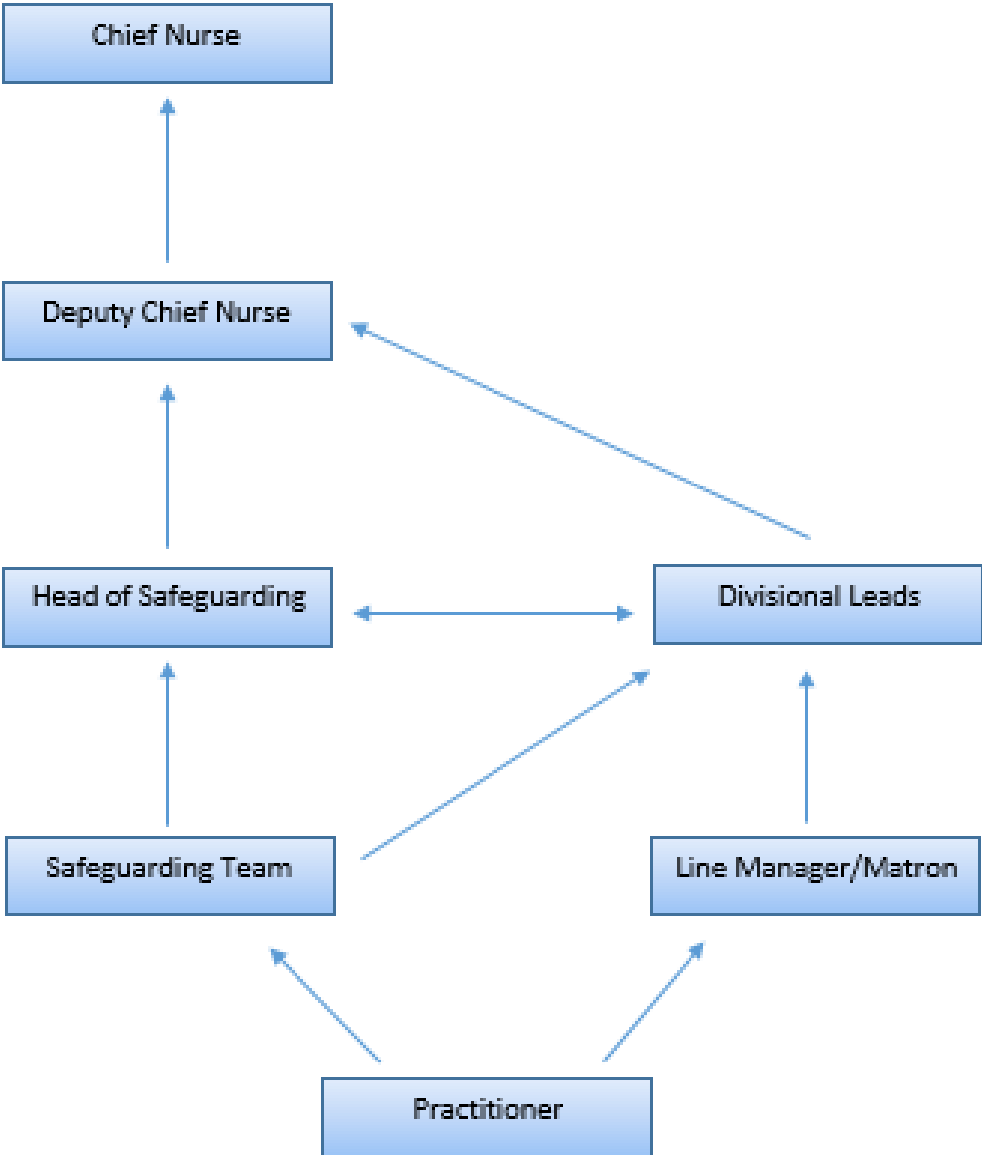 Chief Nurse
Deputy Chief Nurse
Head of Safeguarding
Divisional Leads
Safeguarding Team
Line Manager/Matron
Practitioner